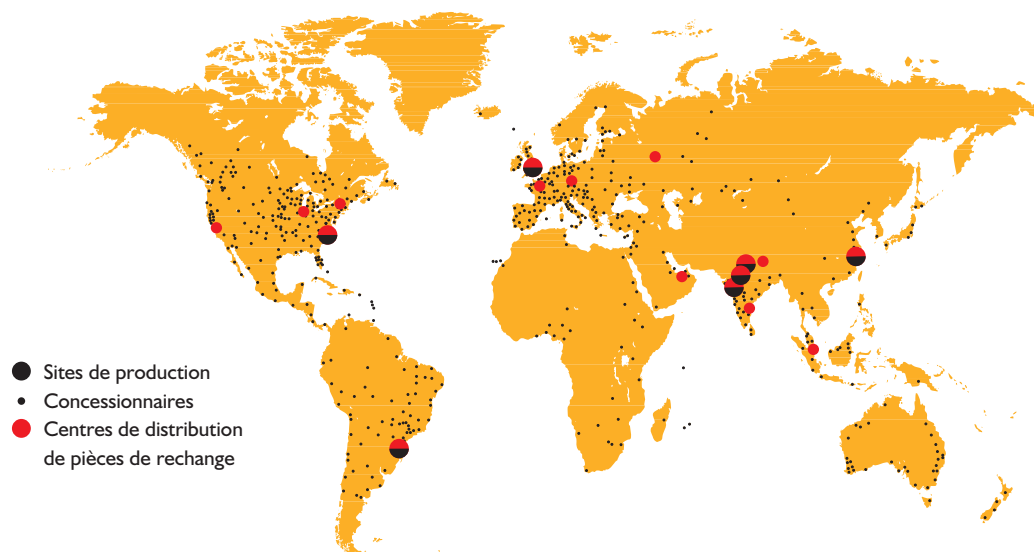 Sites de production
Concessionnaires
Centres de distribution
de pièces de rechange